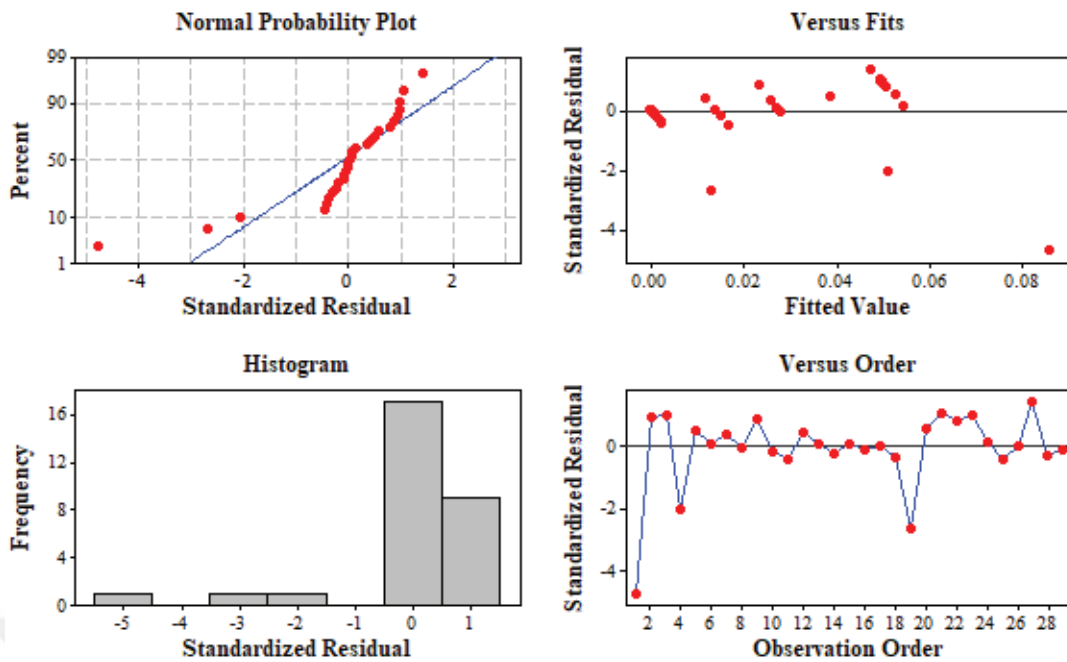 Normal Probability Plot
99
90
50
10
1
Percent
-4 -2 0 2
Standardized Residual
Versus Fits
0
-2
-4
Standardized Residual
0.00 0.02 0.04 0.06 0.08
Fitted Value
Histogram
16
12
8
4
0
Frequency
-5 -4 -3 -2 -1 0 1
Standardized Residual
Versus Order
0
-2
-4
Standardized Residual
2 4 6 8 10 12 14 16 18 20 22 24 26 28
Observation Order